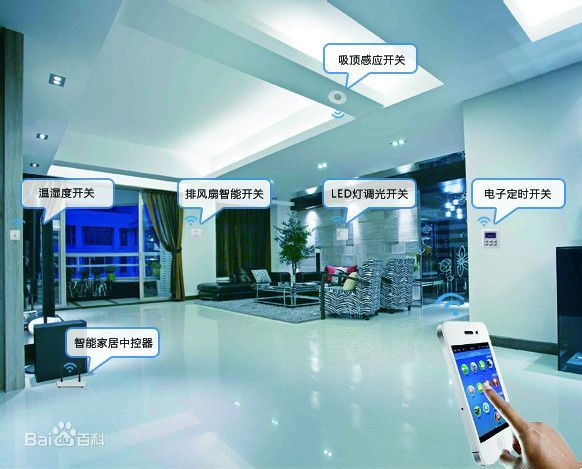 吸顶感应开关
温湿度开关
排风扇智能开关
LED灯调光开关
电子定时开关
智能家居中控器
Bai百科